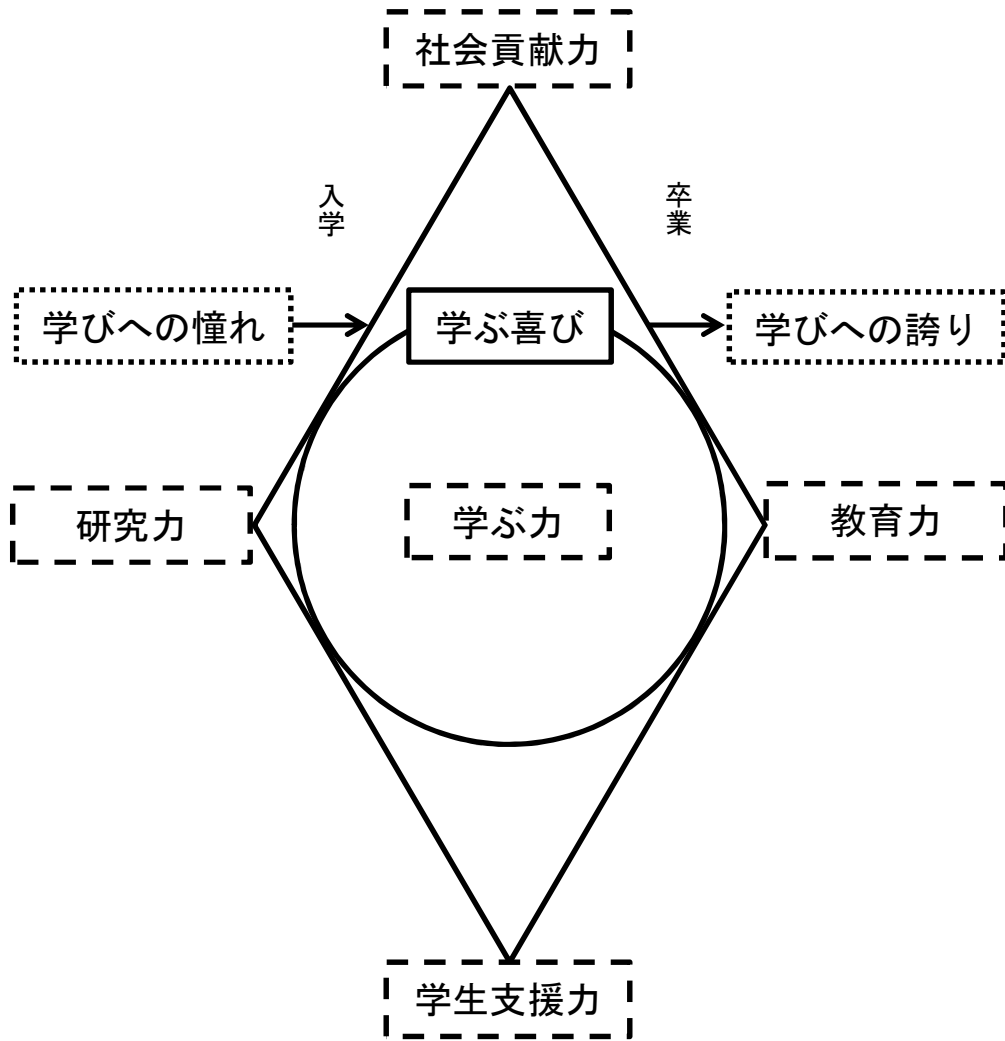 社会貢献力
入学
卒業
学びへの憧れ
学ぶ喜び
学びへの誇り
研究力
学ぶ力
教育力
学生支援力